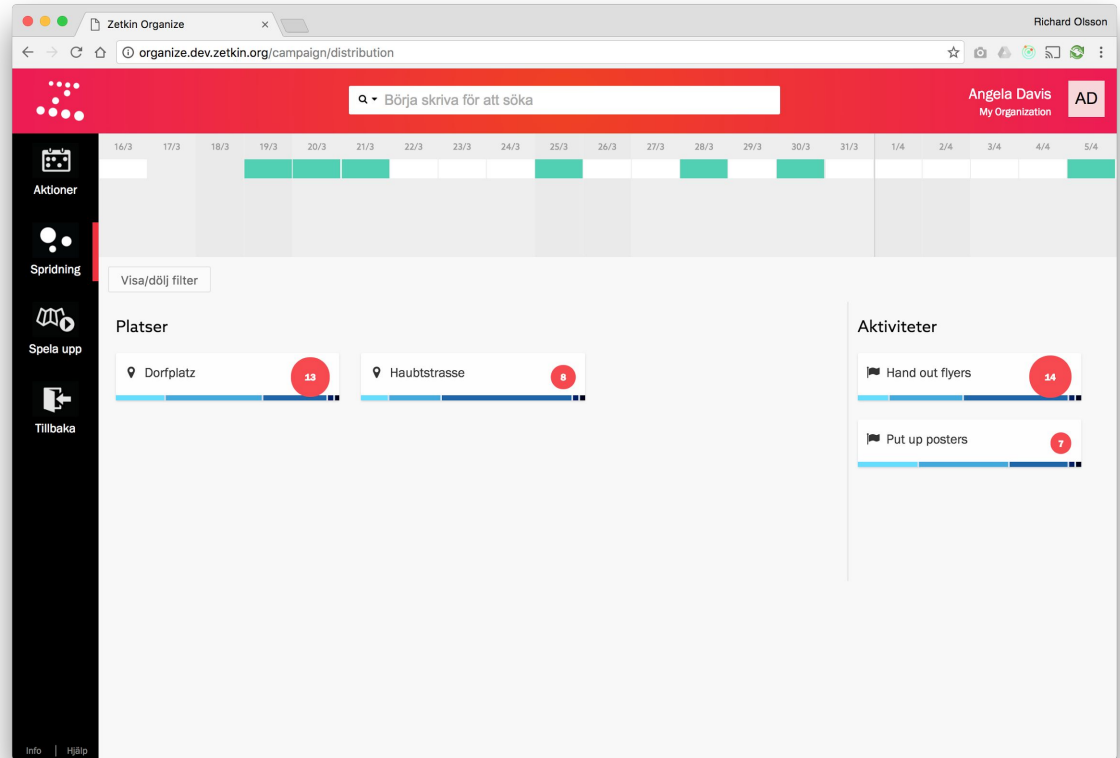 Zetkin Organize
Richard Olsson
organize.dev.zetkin.org/campaign/distribution
Börja skriva för att söka
Angela Davis
My Organization
AD
16/3 17/3 18/3 19/3 20/3 21/3 22/3 23/3 24/3 25/3 26/3 27/3 28/3 29/3 30/3 31/3 1/4 2/4 3/4 4/4 5/4
Aktioner
Spridning
Spela upp
Tillbaka
Visa/dölj filter
Platser
Dorfplatz 13
Haubtstrasse 8
Aktiviteter
Hand out flyers 14
Put up posters 7
Info | Hjälp